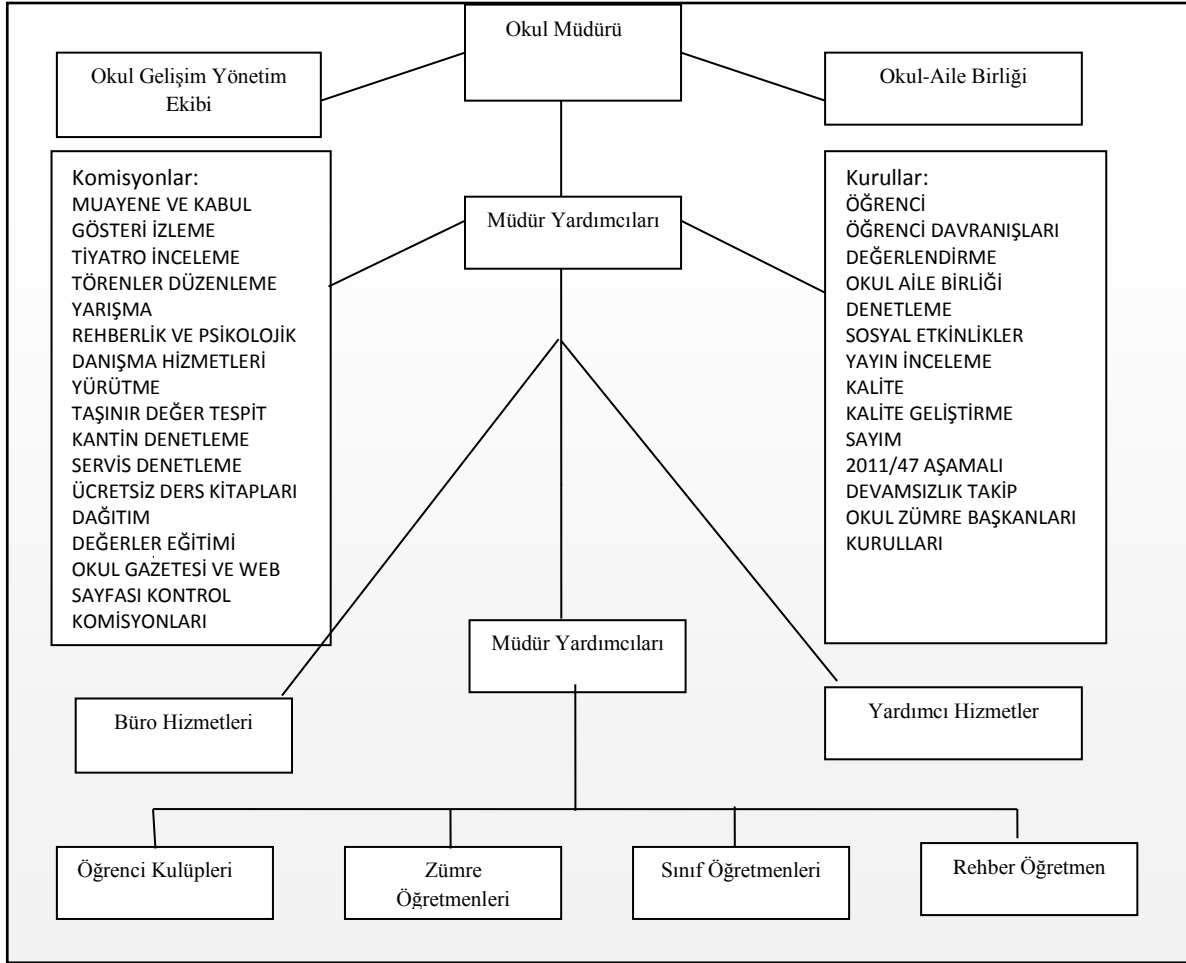 Okul Müdürü
Okul Gelişim Yönetim
Ekibi
Okul-Aile Birliği
Komisyonlar:
MUAYENE VE KABUL
GÖSTERİ İZLEME
TİYATRO İNCELEME
TÖRENLER DÜZENLEME
YARIŞMA
REHBERLİK VE PSİKOLOJİK
DANIŞMA HİZMETLERİ
YÜRÜTME
TAŞINIR DEĞER TESPİT
KANTİN DENETLEME
SERVİS DENETLEME
ÜCRETSİZ DERS KİTAPLARI
DAĞITIM
DEĞERLER EĞİTİMİ
OKUL GAZETESİ VE WEB
SAYFASI KONTROL
KOMİSYONLARI
Müdür Yardımcıları
Kurullar:
ÖĞRENCİ
ÖĞRENCİ DAVRANIŞLARI
DEĞERLENDİRME
OKUL AİLE BİRLİĞİ
DENETLEME
SOSYAL ETKİNLİKLER
YAYIN İNCELEME
KALİTE
KALİTE GELİŞTİRME
SAYIM
2011/47 AŞAMALI
DEVAMSIZLIK TAKİP
OKUL ZÜMRE BAŞKANLARI
KURULLARI
Müdür Yardımcıları
Büro Hizmetleri
Yardımcı Hizmetler
Öğrenci Kulüpleri
Zümre
Öğretmenleri
Sınıf Öğretmenleri
Rehber Öğretmen